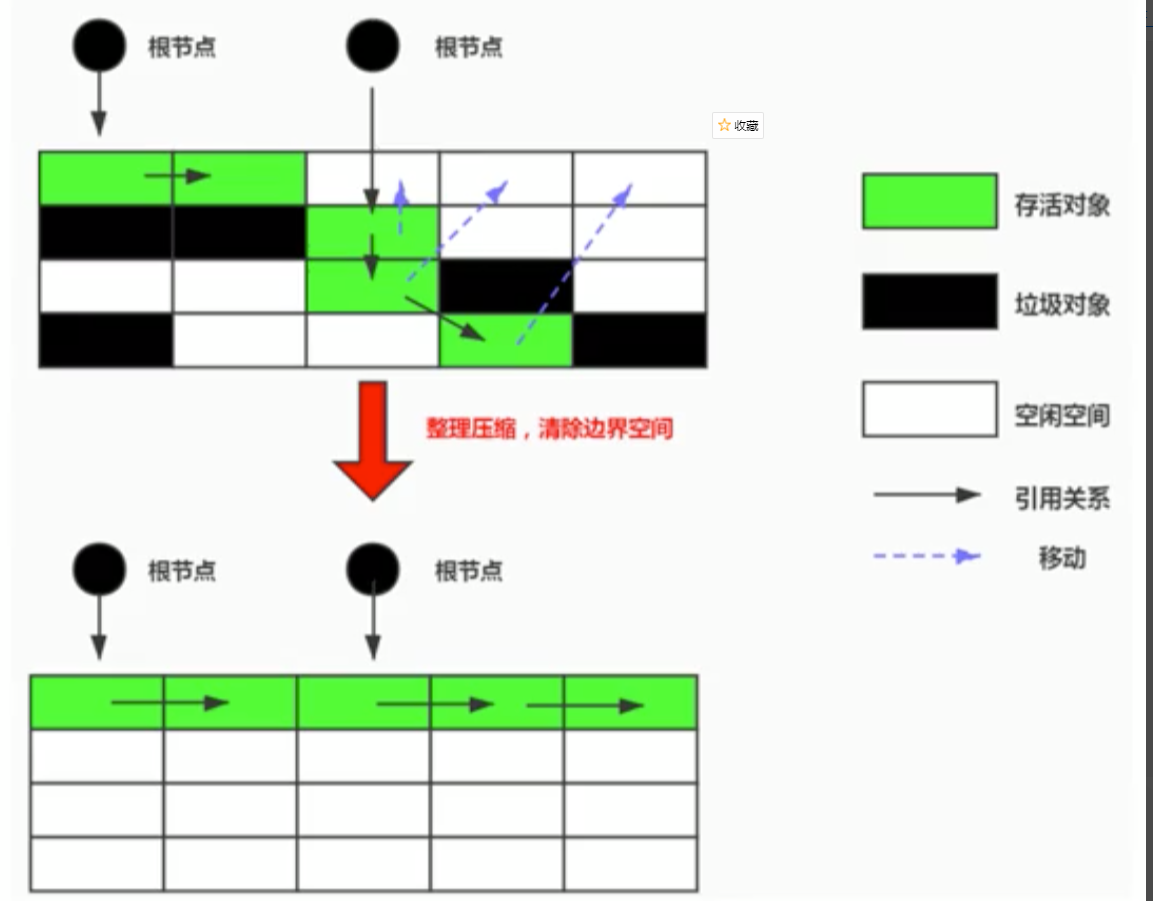 根节点
根节点
收藏
存活对象
垃圾对象
空闲空间
引用关系
移动
整理压缩，清除边界空间
根节点
根节点